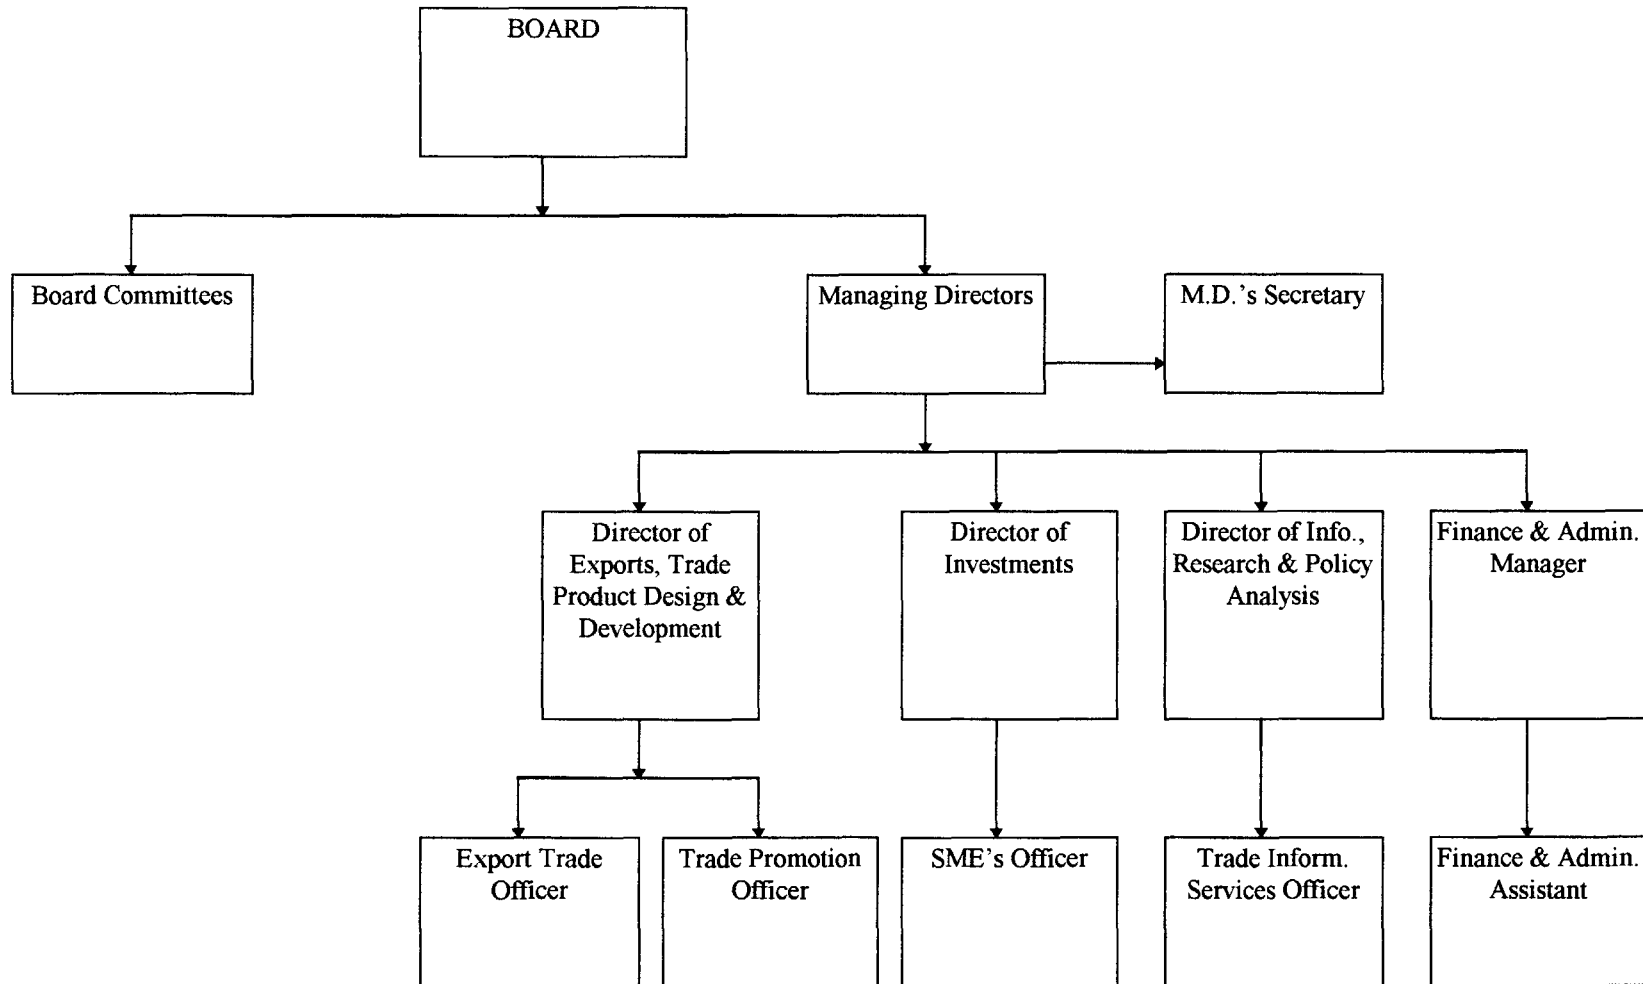 BOARD
Board Committees
Managing Directors
M.D.'s Secretary
Director of
Exports, Trade
Product Design &
Development
Director of
Investments
Director of Info.,
Research & Policy
Analysis
Finance & Admin.
Manager
Export Trade
Officer
Trade Promotion
Officer
SME's Officer
Trade Inform.
Services Officer
Finance & Admin.
Assistant